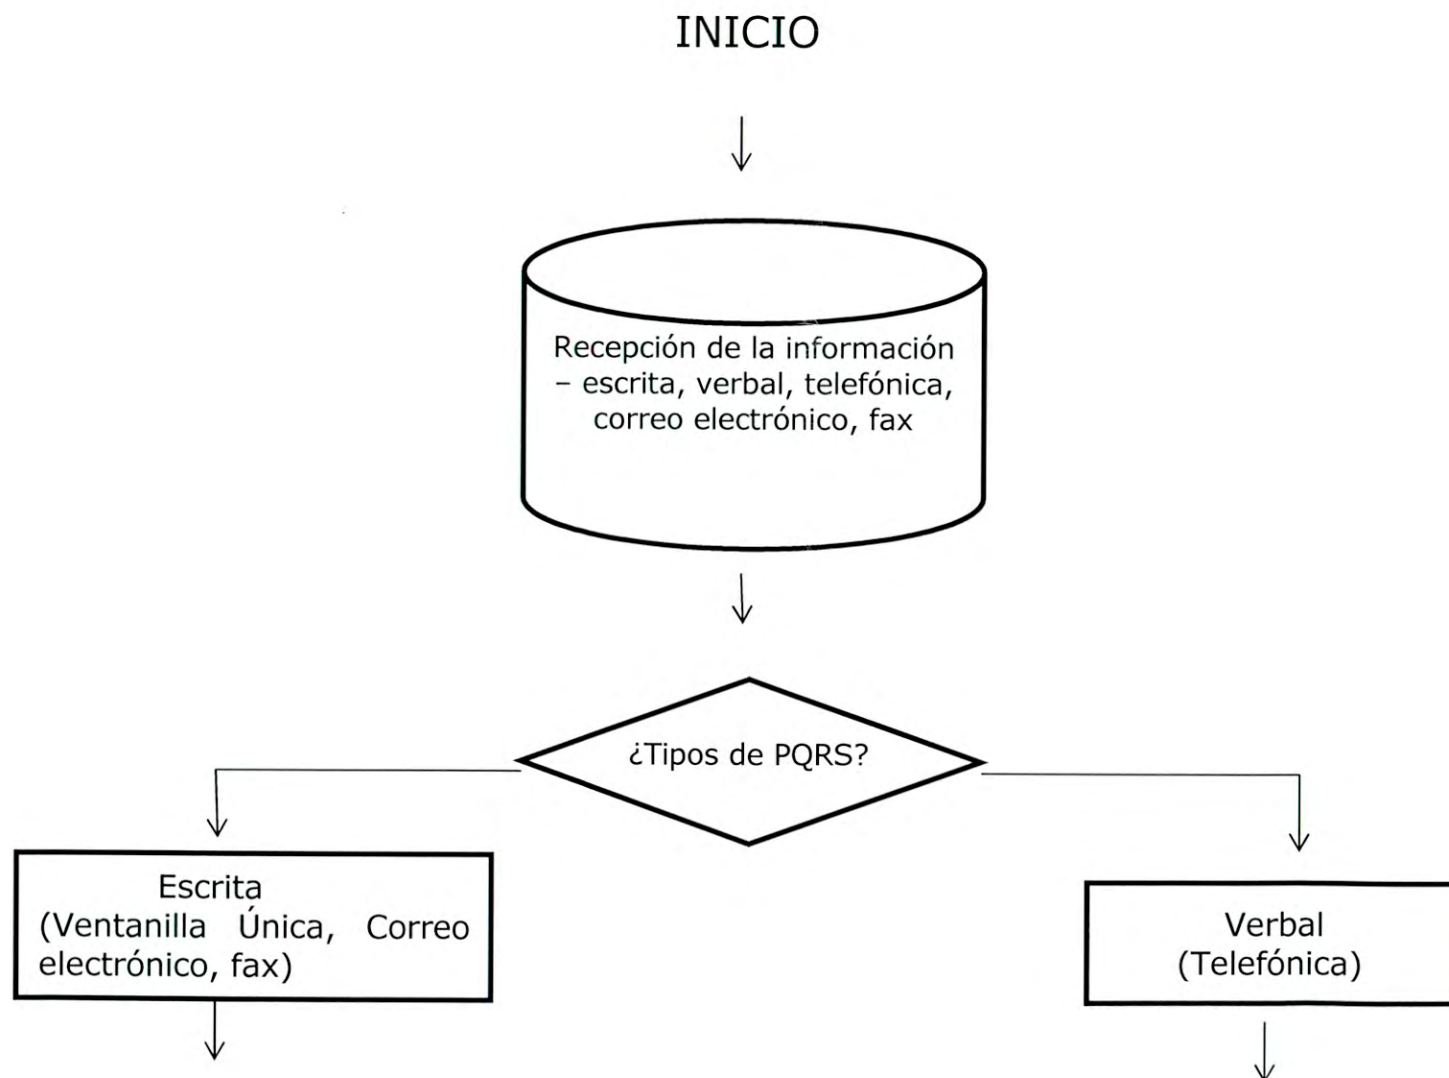 INICIO
Recepción de la información
– escrita, verbal, telefónica,
correo electrónico, fax
¿Tipos de PQRS?
Escrita
(Ventanilla Única, Correo
electrónico, fax)
Verbal
(Telefónica)